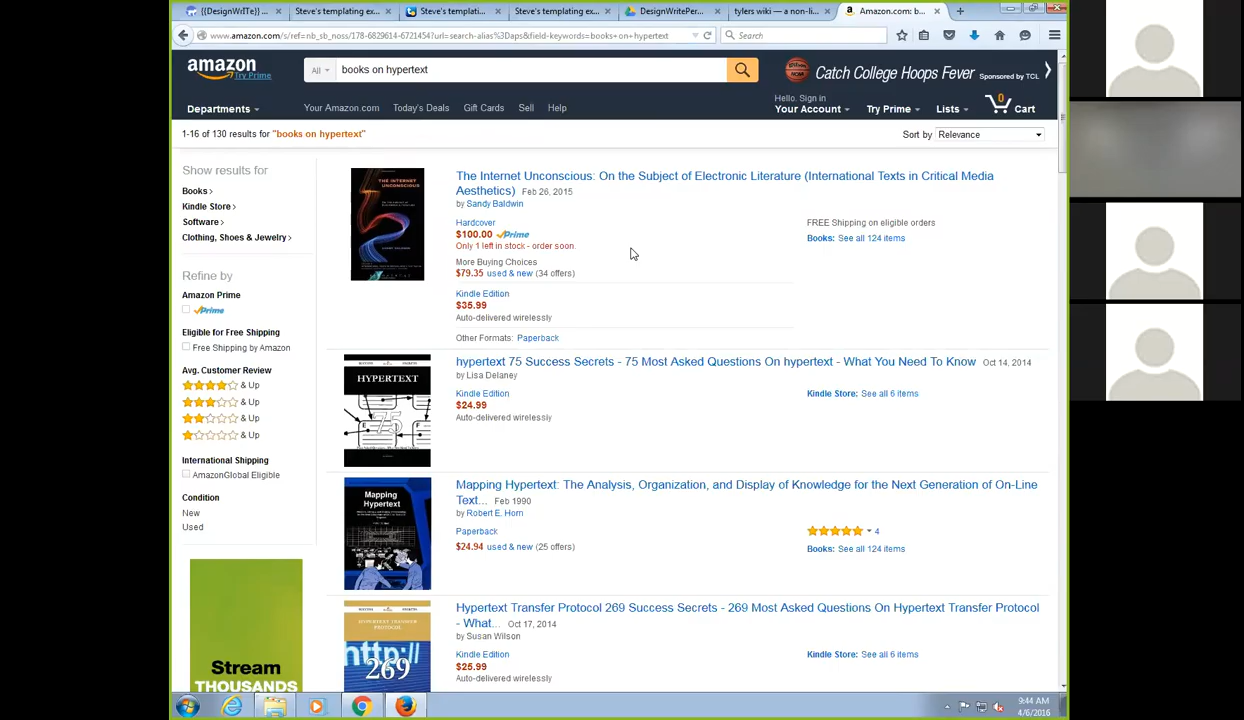 {{DesignWriTe}} ...
Steve's templating ex...
Steve's templati...
Steve's templating ex...
DesignWritePer...
tylers wiki — a non-li...
Amazon.com: b...
www.amazon.com/s/ref=nb_sb_noss/178-6829614-6721454?url=search-alias%3Daps&field-keywords=books+on+hypertext
Search
amazon
Try Prime
All
books on hypertext
Catch College Hoops Fever Sponsored by TCL
Departments
Your Amazon.com
Today's Deals
Gift Cards
Sell
Help
Hello. Sign in
Your Account
Try Prime
Lists
0
Cart
1-16 of 130 results for "books on hypertext"
Sort by Relevance
Show results for
Books
Kindle Store
Software
Clothing, Shoes & Jewelry
Refine by
Amazon Prime
Prime
Eligible for Free Shipping
Free Shipping by Amazon
Avg. Customer Review
& Up
& Up
& Up
& Up
International Shipping
AmazonGlobal Eligible
Condition
New
Used
Stream
THOUSANDS
THE INTERNET
UNCONSCIOUS
The Internet Unconscious: On the Subject of Electronic Literature (International Texts in Critical Media
Aesthetics) Feb 26, 2015
by Sandy Baldwin
Hardcover
$100.00 Prime
Only 1 left in stock - order soon.
More Buying Choices
$79.35 used & new (34 offers)
Kindle Edition
$35.99
Auto-delivered wirelessly
Other Formats: Paperback
FREE Shipping on eligible orders
Books: See all 124 items
HYPERTEXT
75
hypertext 75 Success Secrets - 75 Most Asked Questions On hypertext - What You Need To Know Oct 14, 2014
by Lisa Delaney
Kindle Edition
$24.99
Auto-delivered wirelessly
Kindle Store: See all 6 items
Mapping
Hypertext
Mapping Hypertext: The Analysis, Organization, and Display of Knowledge for the Next Generation of On-Line
Text... Feb 1990
by Robert E. Horn
Paperback
$24.94 used & new (25 offers)
4
Books: See all 124 items
HYPERTEXT TRANSFER
PROTOCOL
http://
269
Hypertext Transfer Protocol 269 Success Secrets - 269 Most Asked Questions On Hypertext Transfer Protocol
- What... Oct 17, 2014
by Susan Wilson
Kindle Edition
$25.99
Auto-delivered wirelessly
Kindle Store: See all 6 items
9:44 AM
4/6/2016